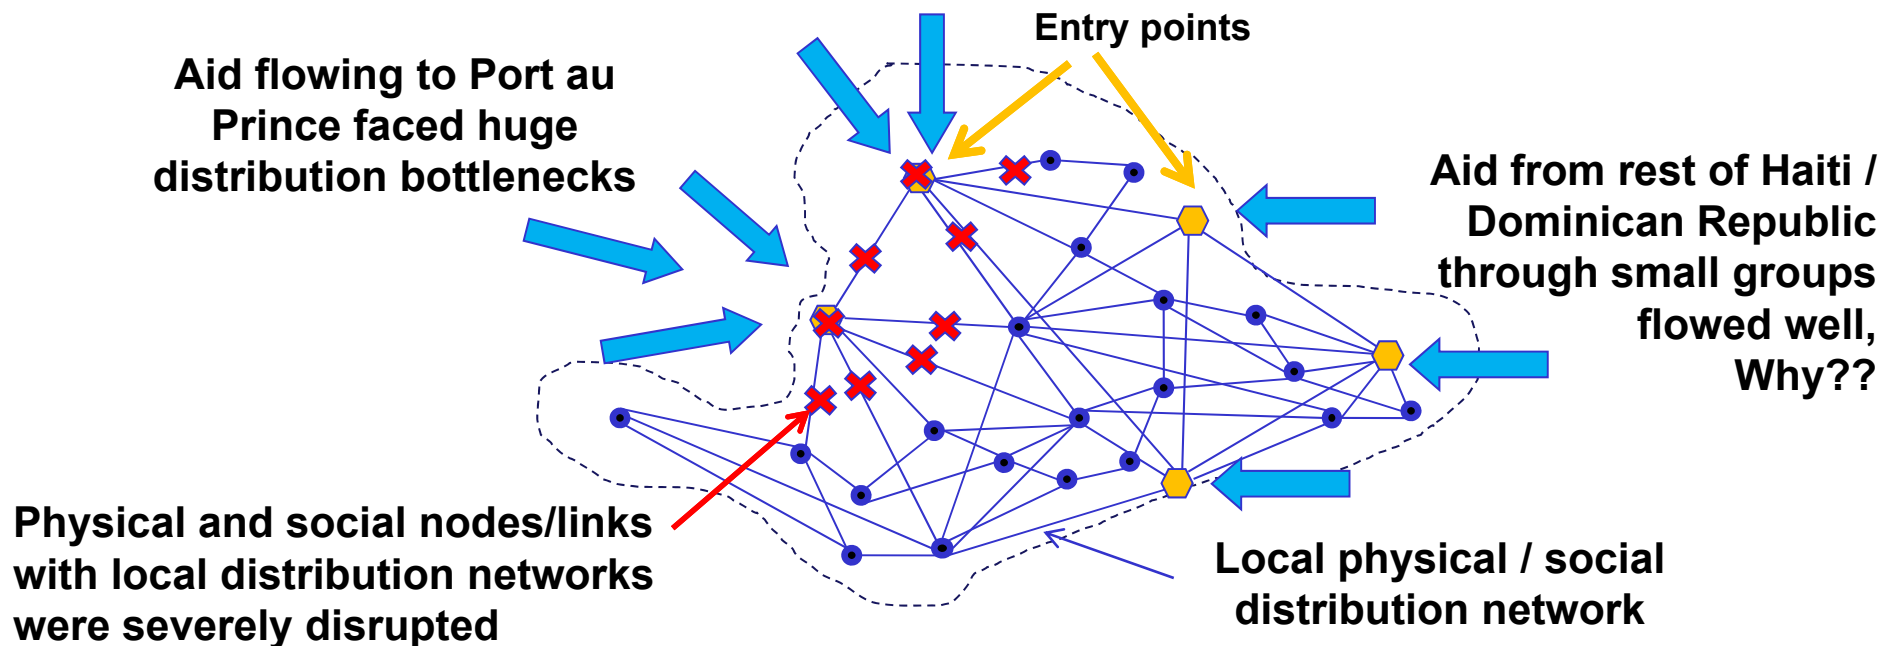 Entry points
Aid flowing to Port au
Prince faced huge
distribution bottlenecks
Aid from rest of Haiti /
Dominican Republic
through small groups
flowed well,
Why??
Physical and social nodes/links
with local distribution networks
were severely disrupted
Local physical / social
distribution network